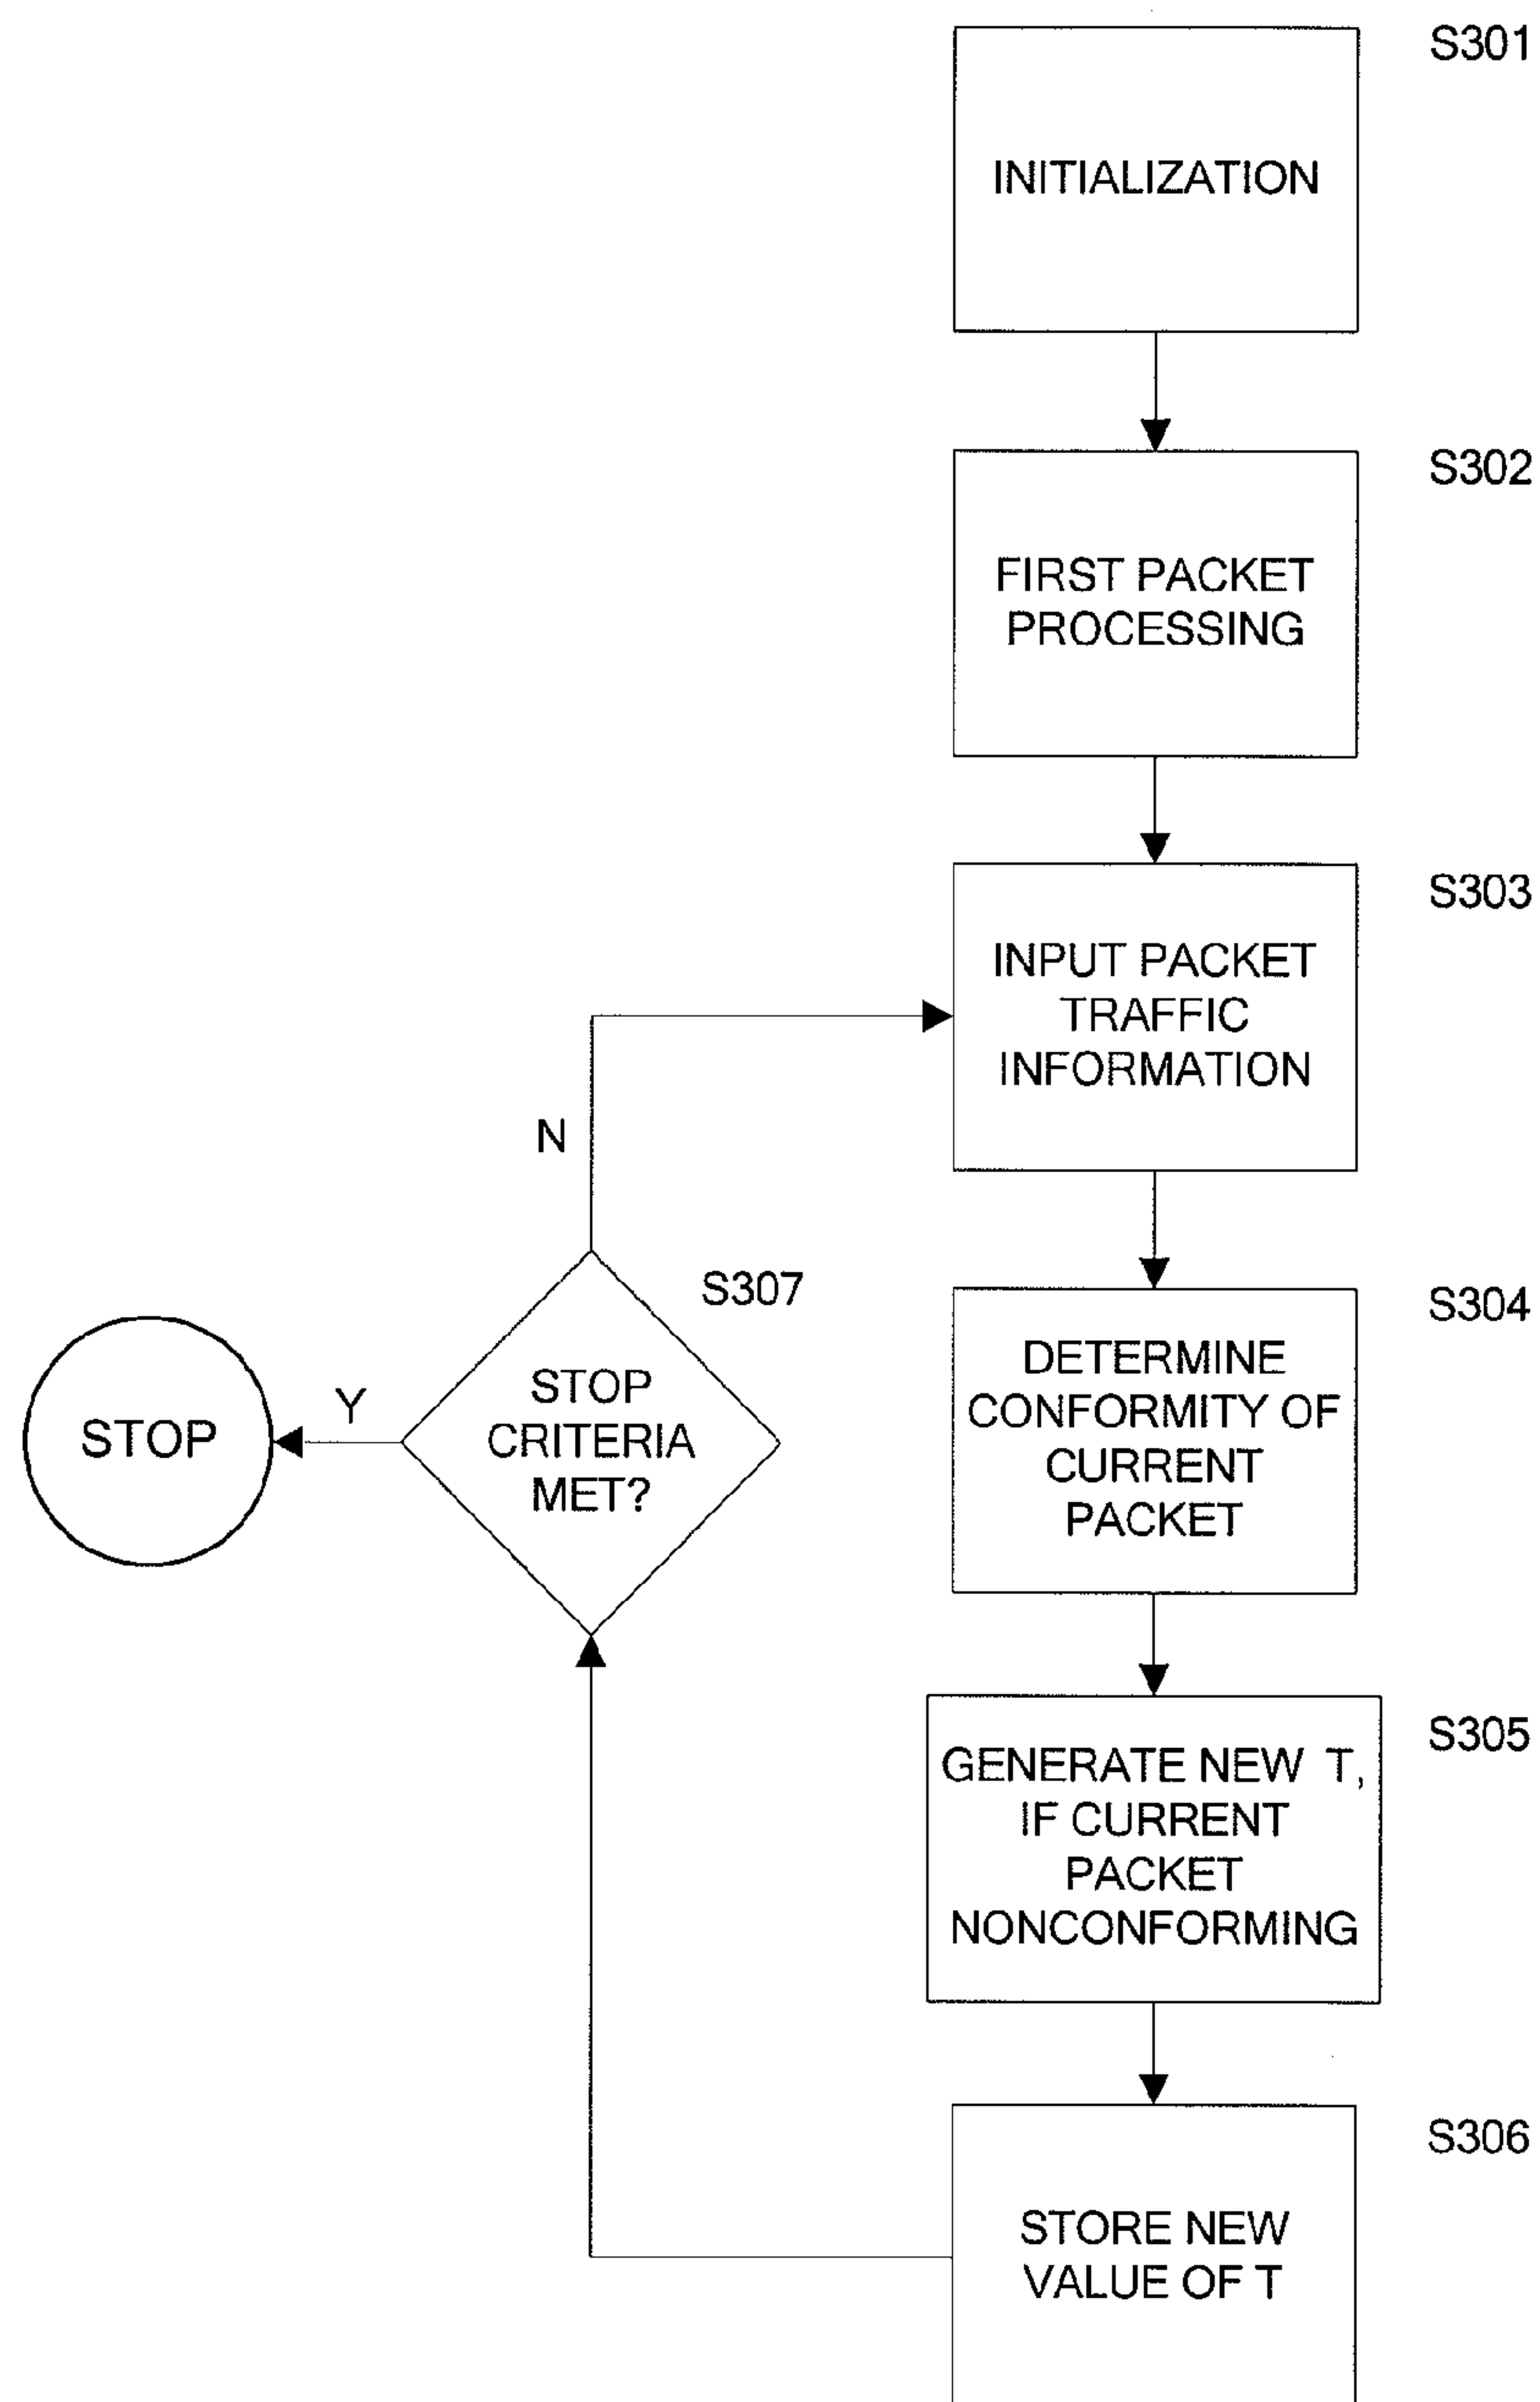 S301
INITIALIZATION
S302
FIRST PACKET
PROCESSING
S303
INPUT PACKET
TRAFFIC
INFORMATION
N
S307
STOP
CRITERIA
MET?
Y
STOP
S304
DETERMINE
CONFORMITY OF
CURRENT
PACKET
S305
GENERATE NEW T,
IF CURRENT
PACKET
NONCONFORMING
S306
STORE NEW
VALUE OF T